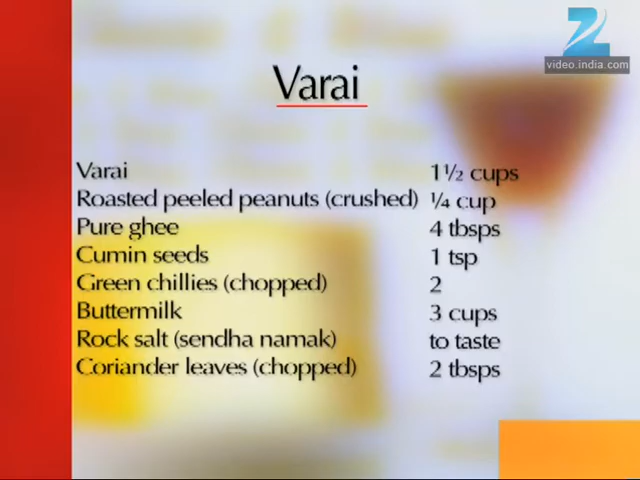 Z
video.india.com
Varai
Varai 1½ cups
Roasted peeled peanuts (crushed) ¼ cup
Pure ghee 4 tbsps
Cumin seeds 1 tsp
Green chillies (chopped) 2
Buttermilk 3 cups
Rock salt (sendha namak) to taste
Coriander leaves (chopped) 2 tbsps